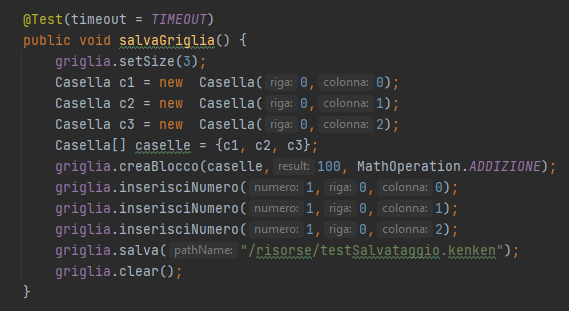 @Test(timeout = TIMEOUT)
public void salvaGriglia() {
griglia.setSize(3);
Casella c1 = new  Casella( riga: 0, colonna: 0);
Casella c2 = new  Casella( riga: 0, colonna: 1);
Casella c3 = new  Casella( riga: 0, colonna: 2);
Casella[] caselle = {c1, c2, c3};
griglia.creaBlocco(caselle, result: 100, MathOperation.ADDIZIONE);
griglia.inserisciNumero( numero: 1, riga: 0, colonna: 0);
griglia.inserisciNumero( numero: 1, riga: 0, colonna: 1);
griglia.inserisciNumero( numero: 1, riga: 0, colonna: 2);
griglia.salva( pathName: "/risorse/testSalvataggio.kenken");
griglia.clear();
}